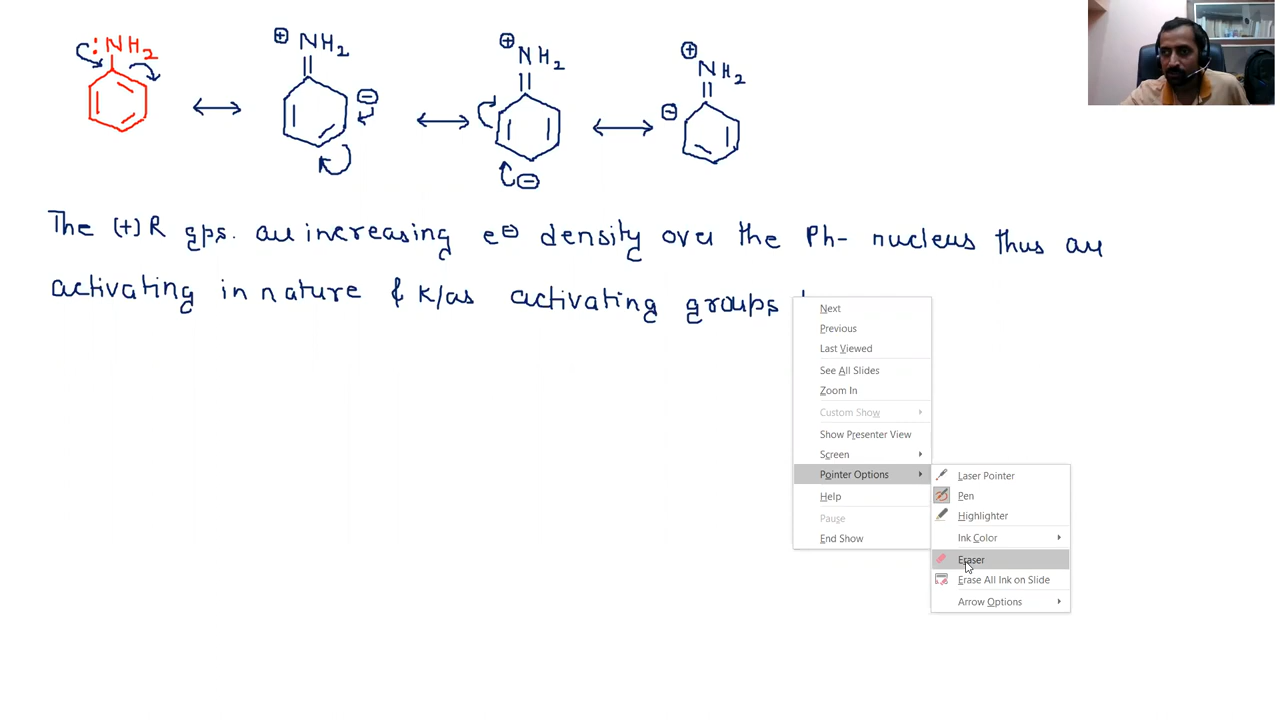 :NH2
⊕ NH2
⊕ NH2
⊕ NH2
⊖
⊖
⊖
The (+) R gps. are increasing e⊖ density over the Ph- nucleus thus are
activating in nature & k/as activating groups
Next
Previous
Last Viewed
See All Slides
Zoom In
Custom Show
Show Presenter View
Screen
Pointer Options
Help
Pause
End Show
Laser Pointer
Pen
Highlighter
Ink Color
Eraser
Erase All Ink on Slide
Arrow Options